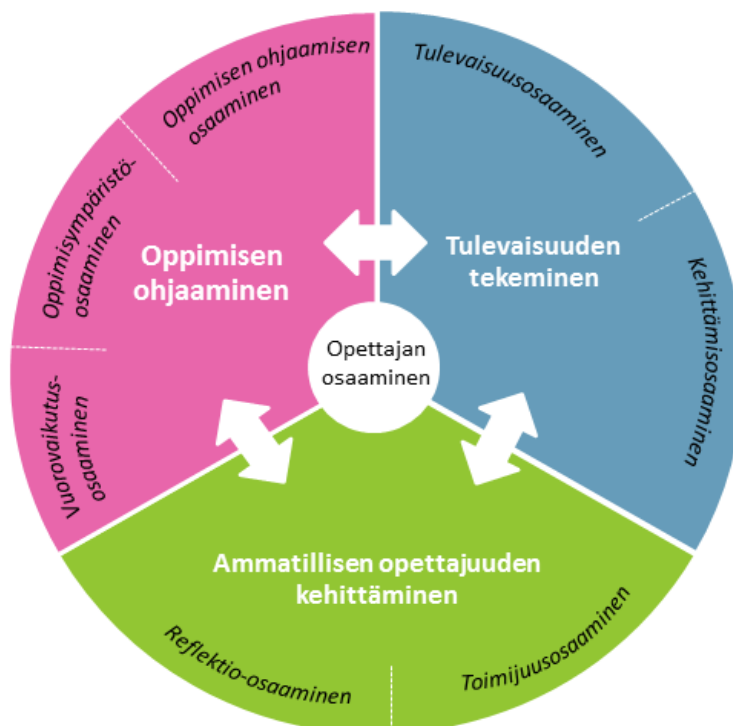 Oppimisen ohjaamisen
osaaminen
Oppimisympäristö-
osaaminen
Vuorovaikutus-
osaaminen
Oppimisen
ohjaaminen
Tulevaisuusosaaminen
Kehittämisosaaminen
Tulevaisuuden
tekeminen
Opettajan
osaaminen
Ammatillisen opettajuuden
kehittäminen
Reflektio-osaaminen
Toimijuusosaaminen